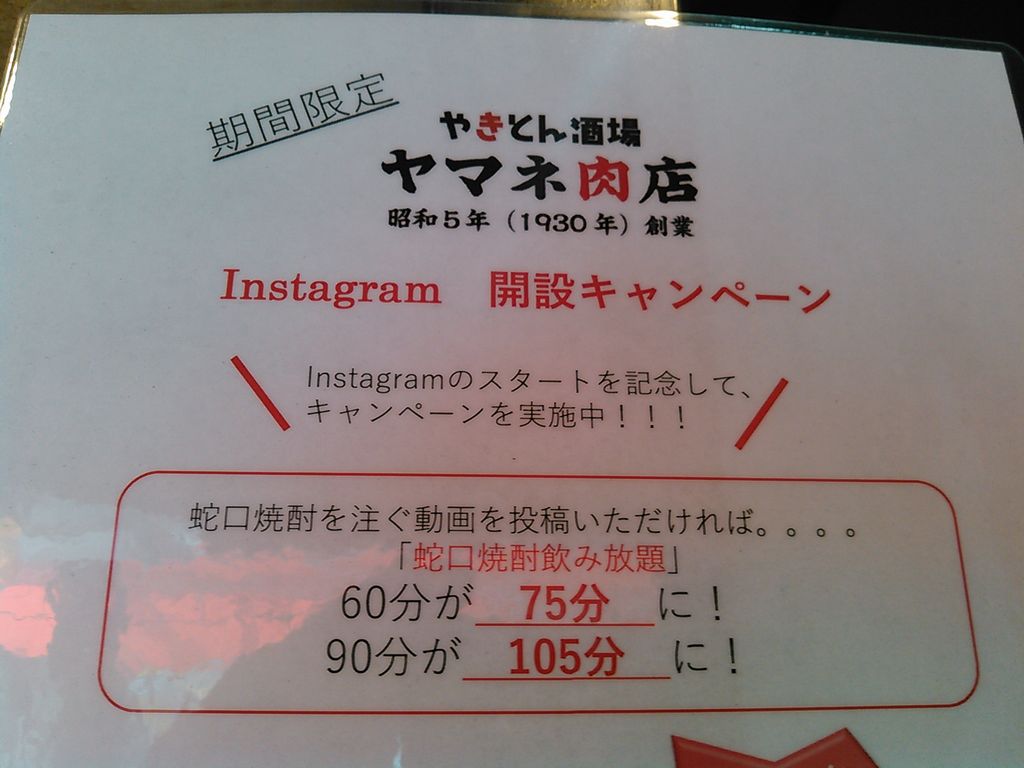 期間限定
やきとん酒場
ヤマネ肉店
昭和5年（1930年）創業
Instagram 開設キャンペーン
Instagramのスタートを記念して、
キャンペーンを実施中！！！
蛇口焼酎を注ぐ動画を投稿いただければ。。。。
「蛇口焼酎飲み放題」
60分が 75分 に！
90分が 105分 に！